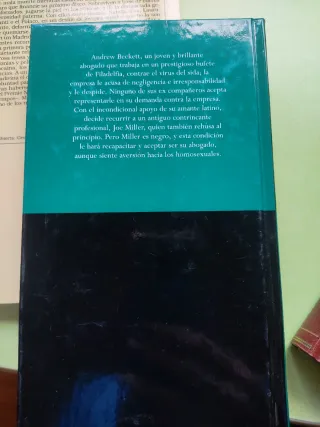 Andrew Beckett, un joven y brillante
abogado que trabaja en un prestigioso bufete
de Filadelfia, contrae el virus del sida, la
empresa le acusa de negligencia e irresponsabilidad
y le despide. Ninguno de sus ex compañeros acepta
representarle en su demanda contra la empresa.
Con el incondicional apoyo de su amante latino,
decide recurrir a un antiguo contrincante
profesional, Joe Miller, quien también rehúsa al
principio. Pero Miller es negro, y esta condición
le hará recapacitar y aceptar ser su abogado,
aunque siente aversión hacia los homosexuales.